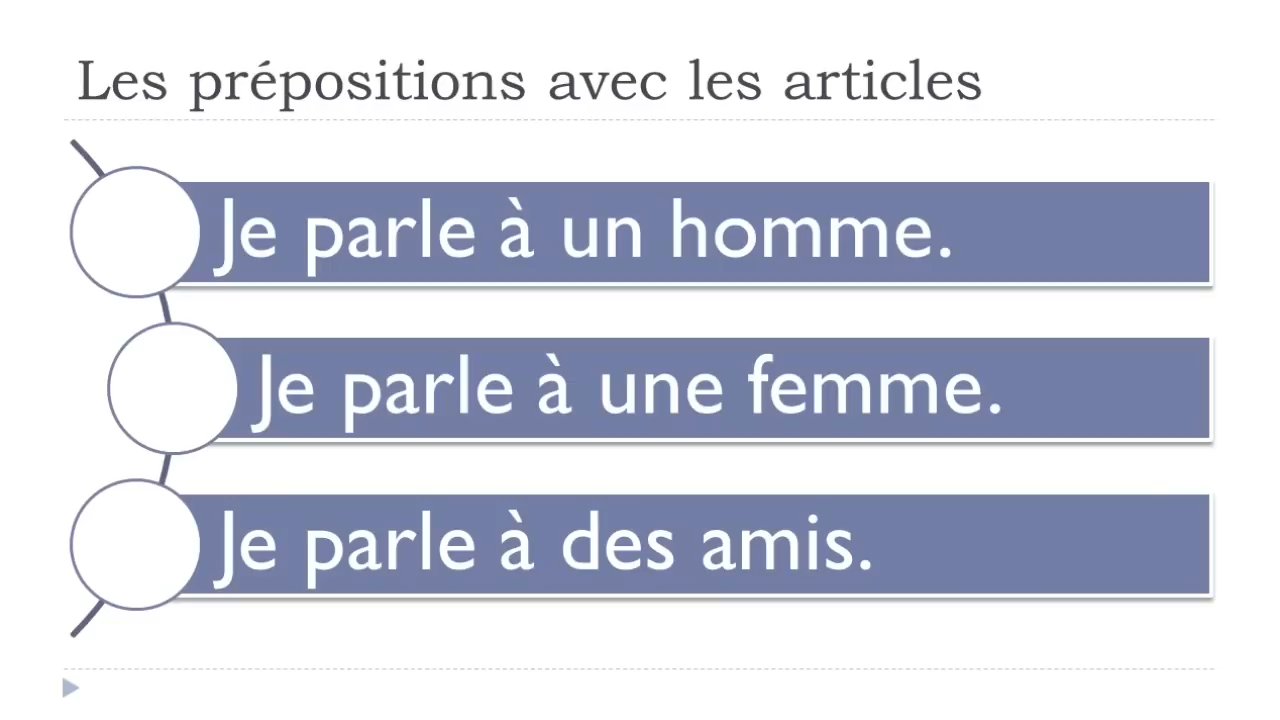 Les prépositions avec les articles
Je parle à un homme.
Je parle à une femme.
Je parle à des amis.